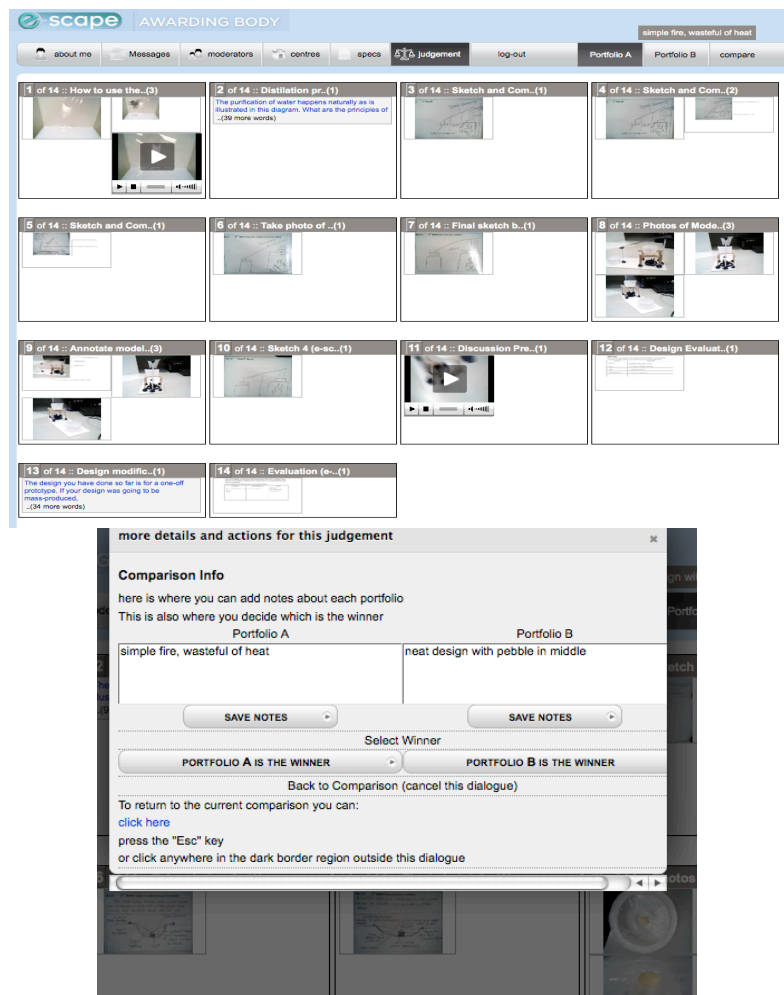 e scape AWARDING BODY
simple fire, wasteful of heat
about me Messages moderators centres specs judgement log-out Portfolio A Portfolio B compare
1 of 14 :: How to use the..(3)
2 of 14 :: Distilation pr..(1)
The purification of water happens naturally as is
illustrated in this diagram. What are the principles of
..(39 more words)
3 of 14 :: Sketch and Com..(1)
4 of 14 :: Sketch and Com..(2)
5 of 14 :: Sketch and Com..(1)
6 of 14 :: Take photo of ..(1)
7 of 14 :: Final sketch b..(1)
8 of 14 :: Photos of Mode..(3)
9 of 14 :: Annotate model..(3)
10 of 14 :: Sketch 4 (e-sc..(1)
11 of 14 :: Discussion Pre..(1)
12 of 14 :: Design Evaluat..(1)
13 of 14 :: Design modific..(1)
The design you have done so far is for a one-off
prototype. If your design was going to be
mass-produced,
..(34 more words)
14 of 14 :: Evaluation (e-..(1)
more details and actions for this judgement
Comparison Info
here is where you can add notes about each portfolio
This is also where you decide which is the winner
Portfolio A Portfolio B
simple fire, wasteful of heat
neat design with pebble in middle
SAVE NOTES SAVE NOTES
Select Winner
PORTFOLIO A IS THE WINNER PORTFOLIO B IS THE WINNER
Back to Comparison (cancel this dialogue)
To return to the current comparison you can:
click here
press the "Esc" key
or click anywhere in the dark border region outside this dialogue